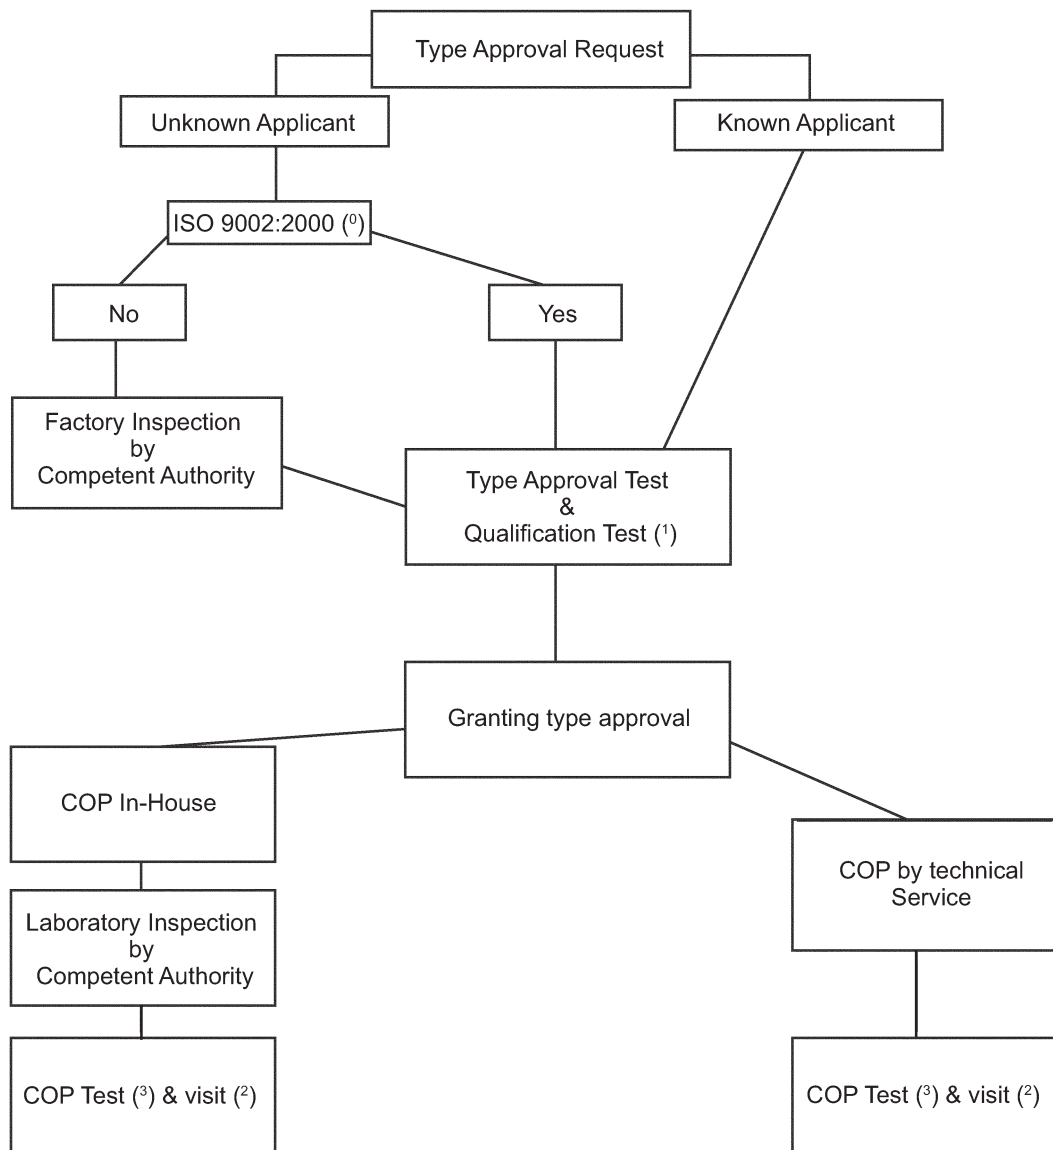 Type Approval Request
Unknown Applicant
Known Applicant
ISO 9002:2000 (⁰)
No
Yes
Factory Inspection
by
Competent Authority
Type Approval Test
&
Qualification Test (¹)
Granting type approval
COP In-House
COP by technical
Service
Laboratory Inspection
by
Competent Authority
COP Test (³) & visit (²)
COP Test (³) & visit (²)